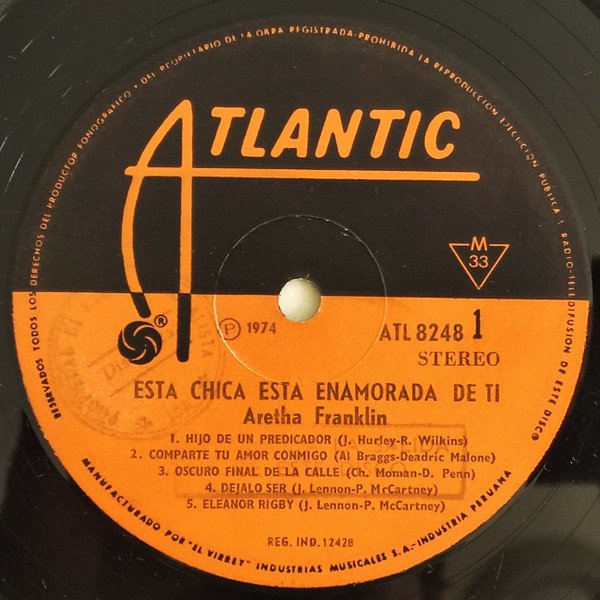 RESERVADOS TODOS LOS DERECHOS DEL PRODUCTOR FONOGRAFICO • DEL PROPIETARIO DE LA OBRA REGISTRADA-PROHIBIDA LA REPRODUCCION EJECUCION PUBLICA Y RADIO-TELEDIFUSION DE ESTE DISCO
ATLANTIC
M
33
®
Ⓟ 1974
ATL 8248 1
STEREO
ESTA CHICA ESTA ENAMORADA DE TI
Aretha Franklin
1. HIJO DE UN PREDICADOR (J. Hurley-R. Wilkins)
2. COMPARTE TU AMOR CONMIGO (Al Braggs-Deadric Malone)
3. OSCURO FINAL DE LA CALLE (Ch. Moman-D. Penn)
4. DEJALO SER (J. Lennon-P. McCartney)
5. ELEANOR RIGBY (J. Lennon-P. McCartney)
REG. IND. 12428
MANUFACTURADO POR "EL VIRREY" INDUSTRIAS MUSICALES S.A.-INDUSTRIA PERUANA